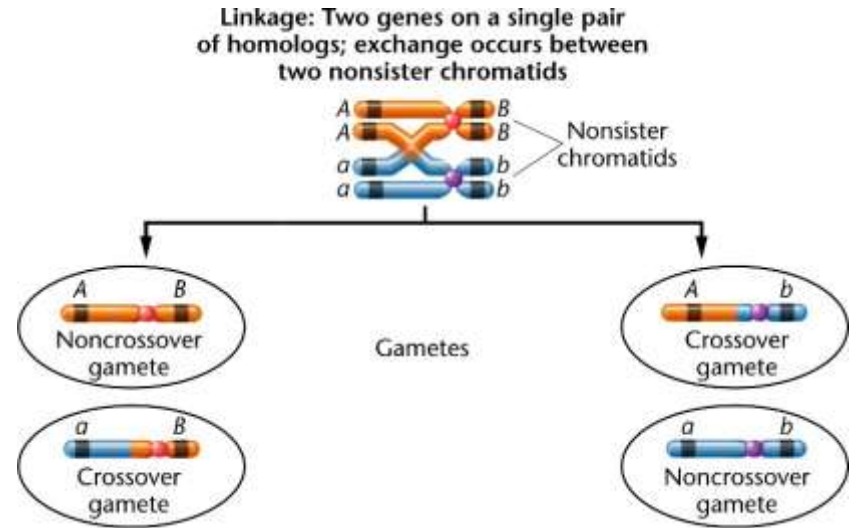 Linkage: Two genes on a single pair
of homologs; exchange occurs between
two nonsister chromatids
A B
A B
a b
a b
Nonsister
chromatids
A B
Noncrossover
gamete
Gametes
A b
Crossover
gamete
a B
Crossover
gamete
a b
Noncrossover
gamete